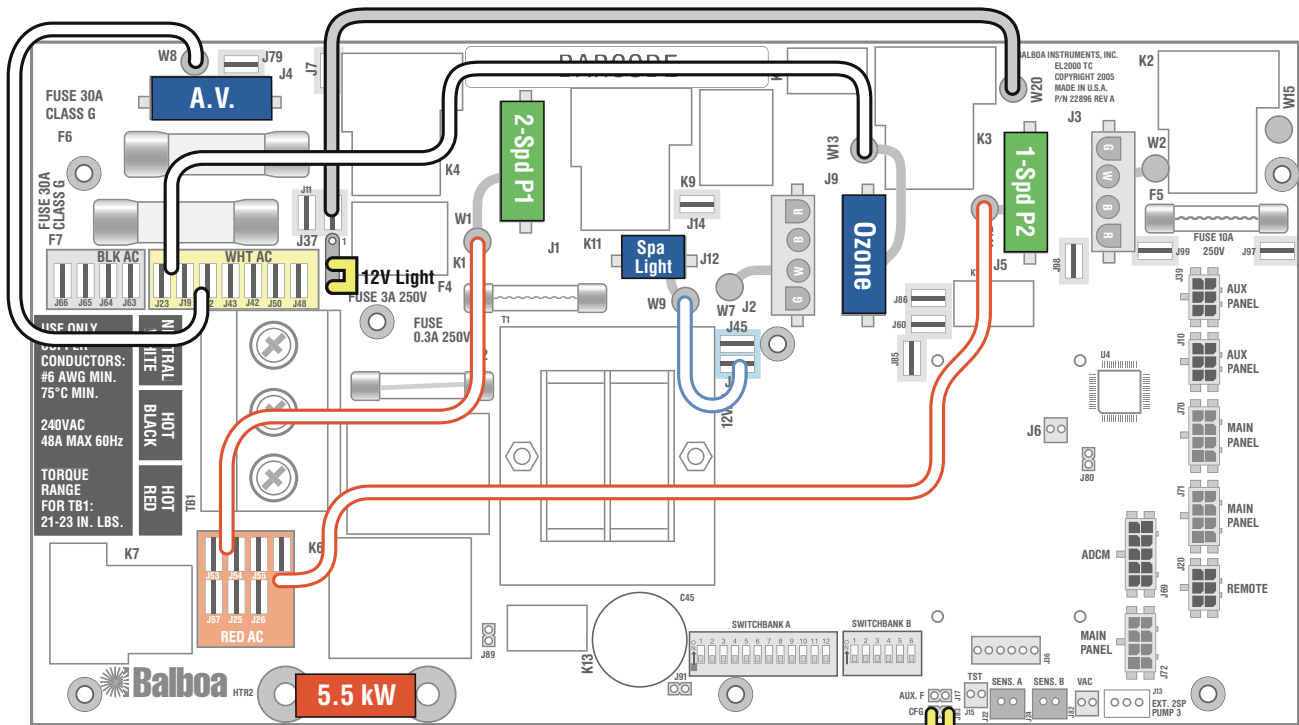 W8
J79
J4
J7
BARCODE
BALBOA INSTRUMENTS, INC.
EL2000 TC
COPYRIGHT 2005
MADE IN U.S.A.
P/N 22896 REV A
W20
K2
W15
FUSE 30A
CLASS G
A.V.
F6
2-Spd P1
W13
K3
1-Spd P2
J3
G
W
B
R
W2
K4
FUSE 30A
CLASS G
J11
K9
J9
F5
F7
J37
1
W1
J14
R
B
W
G
Ozone
FUSE 10A
250V
J1
K11
J99
J97
BLK AC
WHT AC
K1
Spa
Light
J12
J5
J98
12V Light
F4
J39
AUX
PANEL
J66
J65
J64
J63
J23
J19
J43
J42
J50
J48
FUSE 3A 250V
W9
W7
J2
J86
T1
FUSE
0.3A 250V
J60
J45
J85
USE ONLY
CONDUCTORS:
#6 AWG MIN.
75°C MIN.
240VAC
48A MAX 60Hz
TORQUE
RANGE
FOR TB1:
21-23 IN. LBS.
NEUTRAL
WHITE
HOT
BLACK
HOT
RED
TB1
J10
AUX
PANEL
U4
J6
J70
MAIN
PANEL
J80
J71
MAIN
PANEL
K7
K6
J53
J54
J55
ADCM
J69
J20
REMOTE
J57
J25
J26
RED AC
C45
K13
J89
SWITCHBANK A
1 2 3 4 5 6 7 8 9 10 11 12
SWITCHBANK B
1 2 3 4 5 6
J36
MAIN
PANEL
J72
Balboa
HTR2
5.5 kW
J91
AUX. F
J17
CFG
J83
TST
J15
SENS. A
J22
SENS. B
J24
VAC
J82
J13
EXT. 2SP
PUMP 3